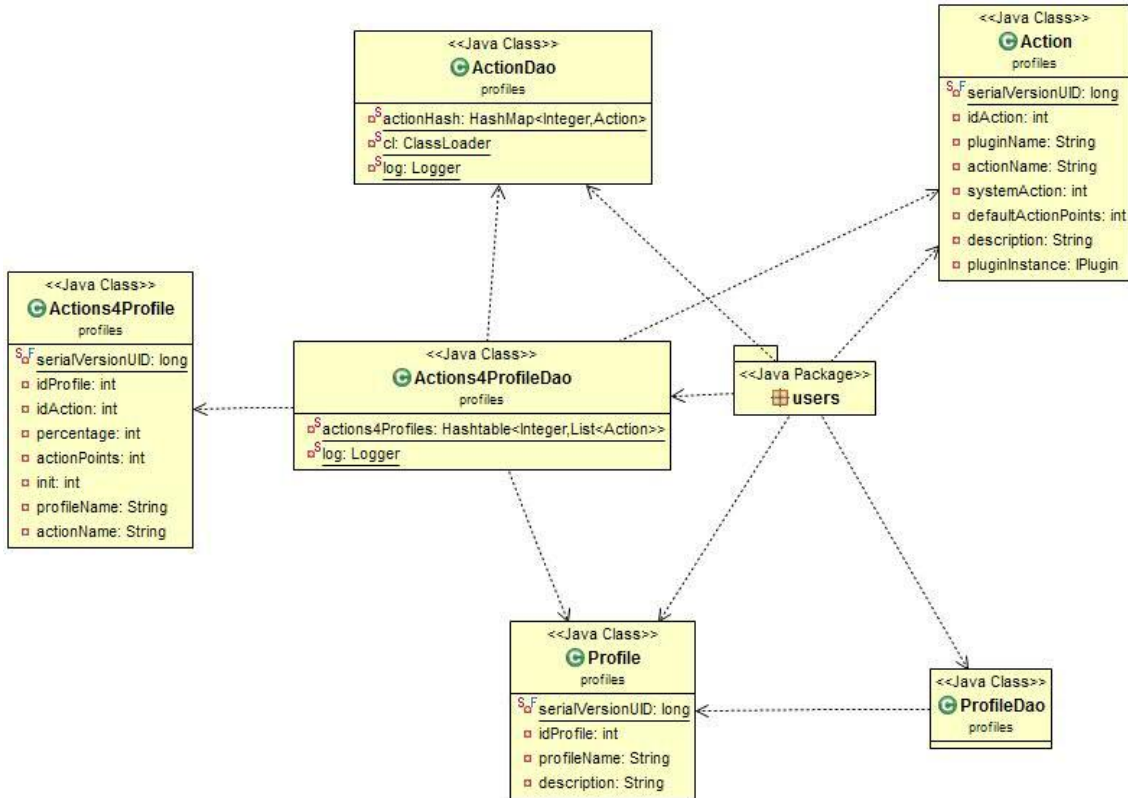 <<Java Class>>
ActionDao
profiles
actionHash: HashMap<Integer,Action>
cl: ClassLoader
log: Logger
<<Java Class>>
Action
profiles
serialVersionUID: long
idAction: int
pluginName: String
actionName: String
systemAction: int
defaultActionPoints: int
description: String
pluginInstance: IPlugin
<<Java Class>>
Actions4Profile
profiles
serialVersionUID: long
idProfile: int
idAction: int
percentage: int
actionPoints: int
init: int
profileName: String
actionName: String
<<Java Class>>
Actions4ProfileDao
profiles
actions4Profiles: Hashtable<Integer,List<Action>>
log: Logger
<<Java Package>>
users
<<Java Class>>
Profile
profiles
serialVersionUID: long
idProfile: int
profileName: String
description: String
<<Java Class>>
ProfileDao
profiles